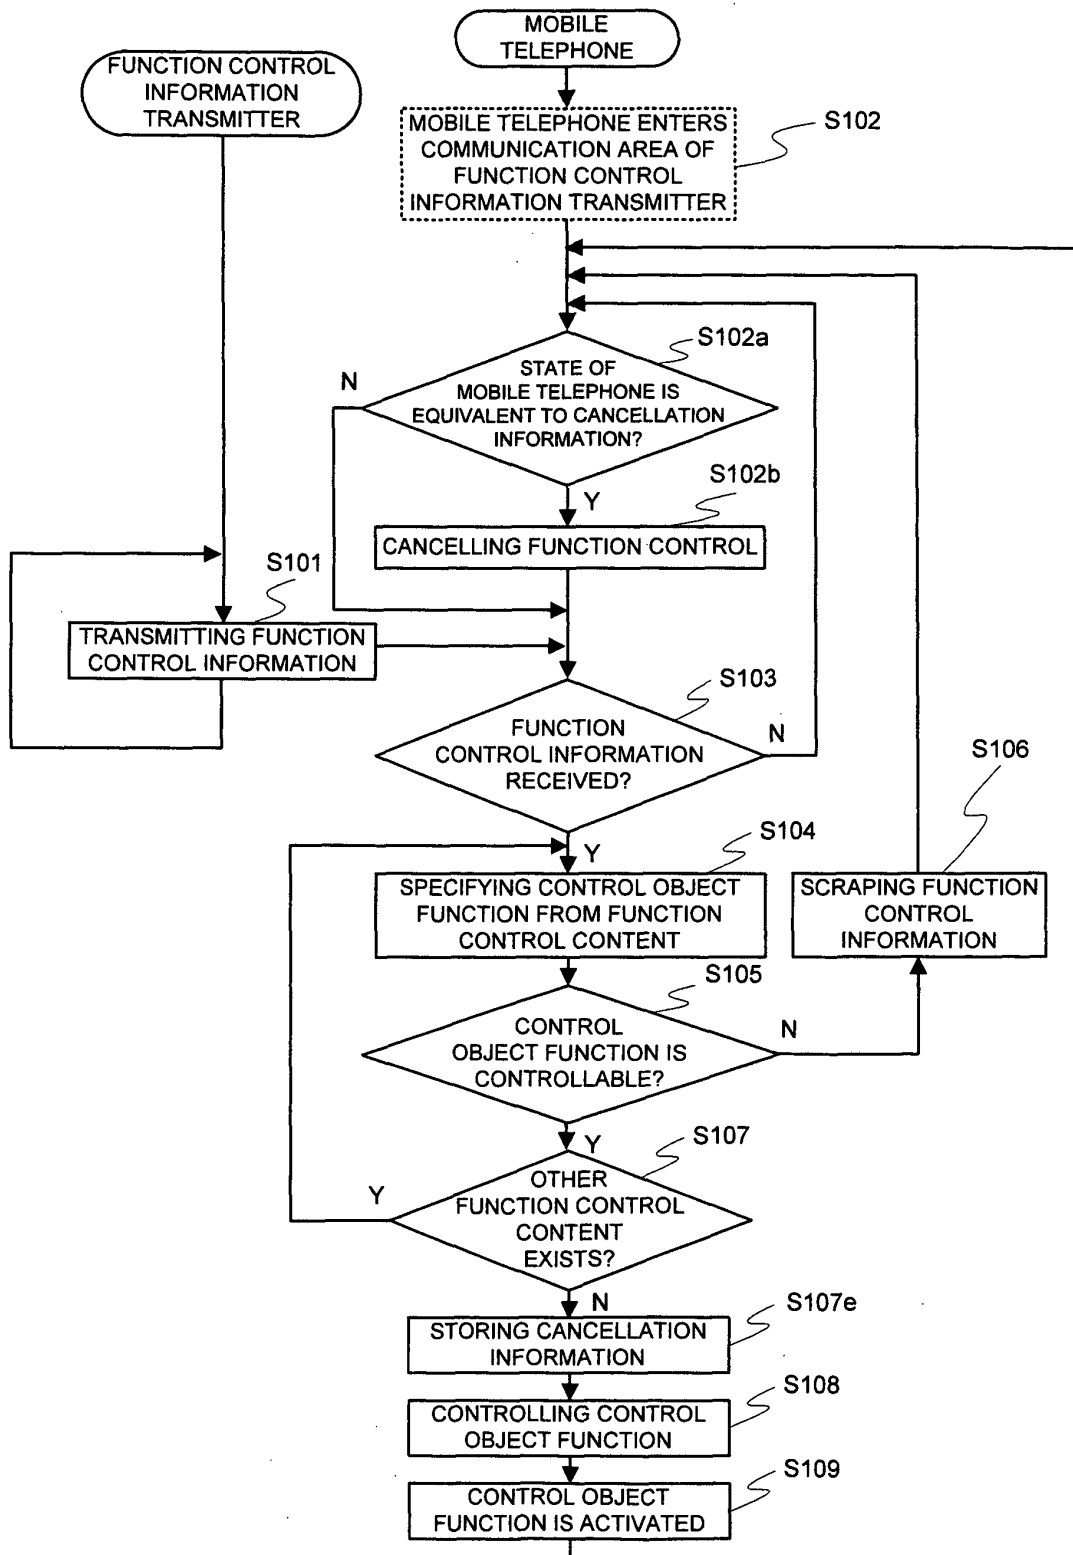 MOBILE
TELEPHONE
FUNCTION CONTROL
INFORMATION
TRANSMITTER
MOBILE TELEPHONE ENTERS
COMMUNICATION AREA OF
FUNCTION CONTROL
INFORMATION TRANSMITTER
S102
S102a
STATE OF
MOBILE TELEPHONE IS
EQUIVALENT TO CANCELLATION
INFORMATION?
N
Y
S102b
CANCELLING FUNCTION CONTROL
S101
TRANSMITTING FUNCTION
CONTROL INFORMATION
S103
FUNCTION
CONTROL INFORMATION
RECEIVED?
N
Y
S104
SPECIFYING CONTROL OBJECT
FUNCTION FROM FUNCTION
CONTROL CONTENT
S106
SCRAPING FUNCTION
CONTROL
INFORMATION
S105
CONTROL
OBJECT FUNCTION IS
CONTROLLABLE?
N
Y
S107
OTHER
FUNCTION CONTROL
CONTENT
EXISTS?
Y
N
S107e
STORING CANCELLATION
INFORMATION
S108
CONTROLLING CONTROL
OBJECT FUNCTION
S109
CONTROL OBJECT
FUNCTION IS ACTIVATED